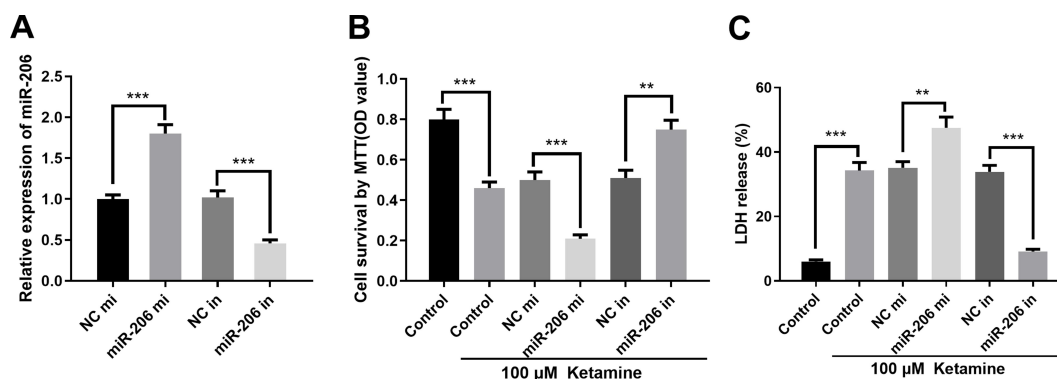 A
Relative expression of miR-206
2.5
2.0
1.5
1.0
0.5
0.0
***
***
NC mi
miR-206 mi
NC in
miR-206 in
B
Cell survival by MTT(OD value)
1.0
0.8
0.6
0.4
0.2
0.0
***
***
**
Control
Control
NC mi
miR-206 mi
NC in
miR-206 in
100 µM Ketamine
C
LDH release (%)
60
40
20
0
***
**
***
Control
Control
NC mi
miR-206 mi
NC in
miR-206 in
100 µM Ketamine